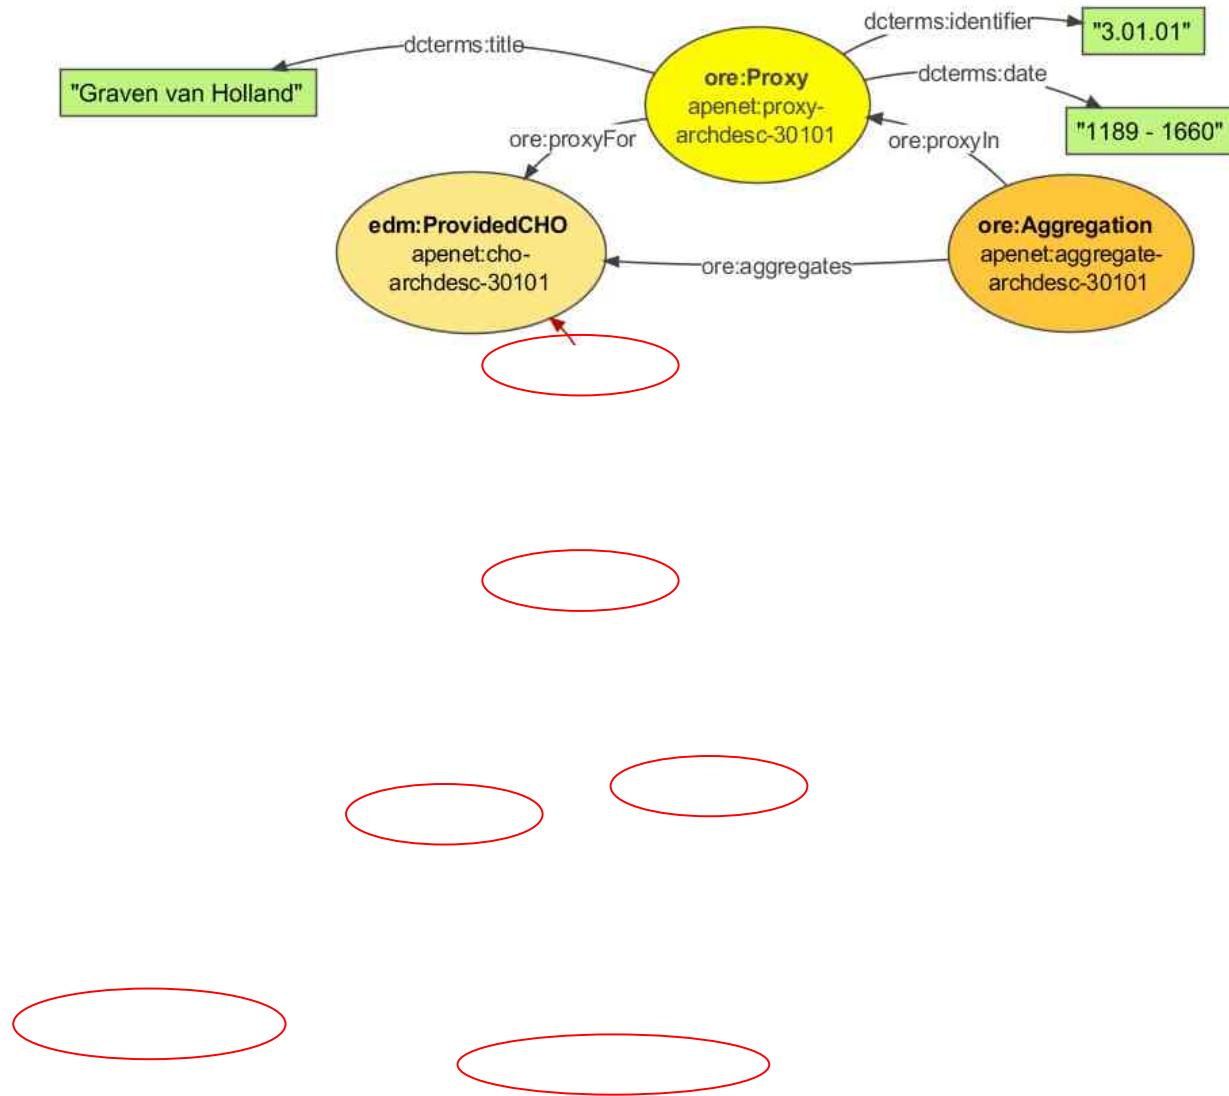 dcterms:identifier
"3.01.01"
dcterms:title
ore:Proxy
apenet:proxy-
archdesc-30101
dcterms:date
"Graven van Holland"
"1189 - 1660"
ore:proxyFor
ore:proxyIn
edm:ProvidedCHO
apenet:cho-
archdesc-30101
ore:Aggregation
apenet:aggregate-
archdesc-30101
ore:aggregates